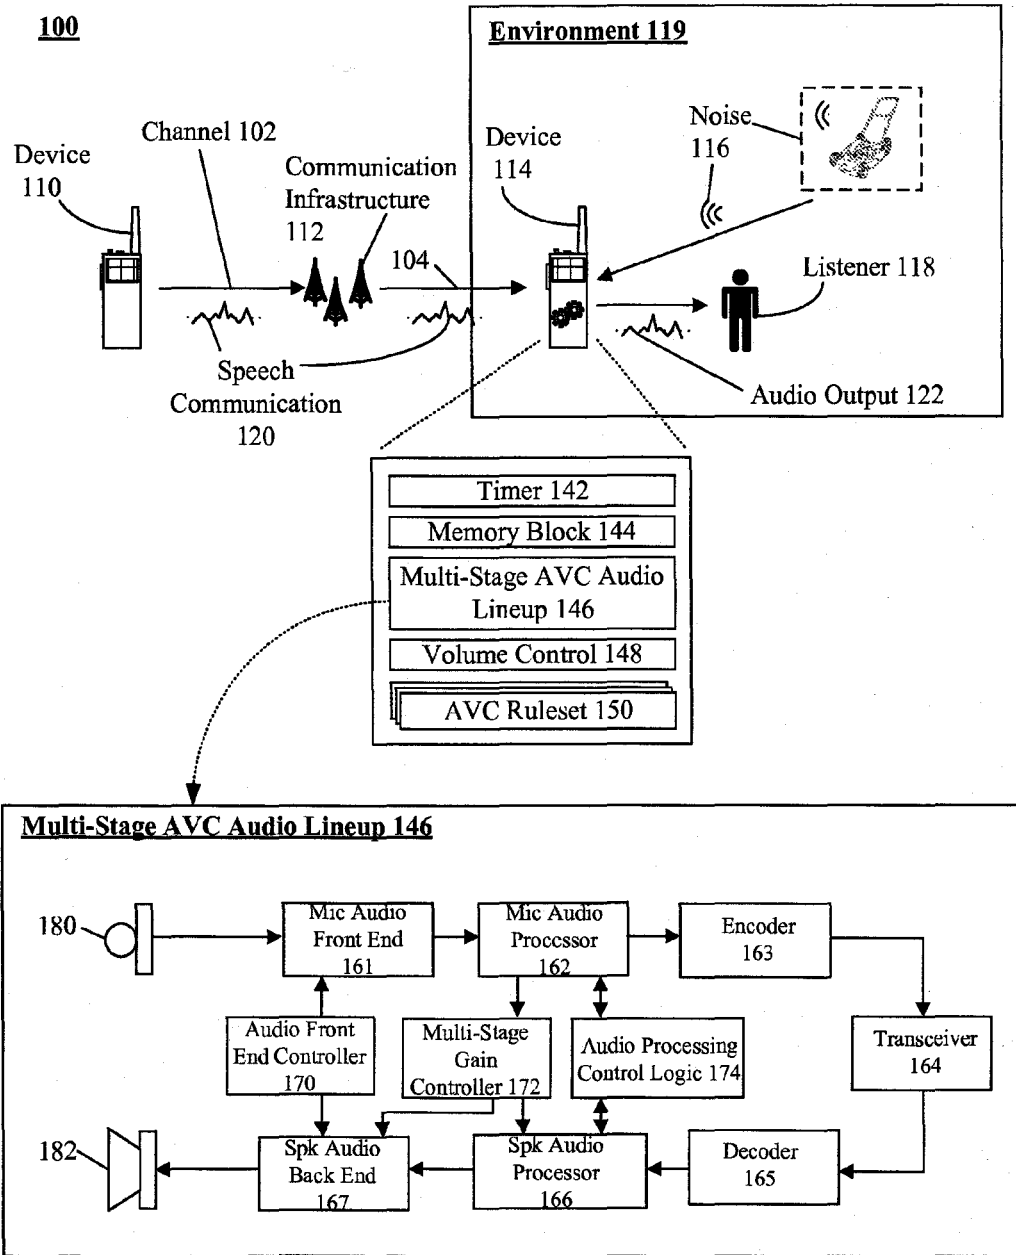 100
Environment 119
Channel 102
Device
110
Communication
Infrastructure
112
104
Speech
Communication
120
Device
114
Noise
116
Listener 118
Audio Output 122
Timer 142
Memory Block 144
Multi-Stage AVC Audio
Lineup 146
Volume Control 148
AVC Ruleset 150
Multi-Stage AVC Audio Lineup 146
180
Mic Audio
Front End
161
Mic Audio
Processor
162
Encoder
163
Audio Front
End Controller
170
Multi-Stage
Gain
Controller 172
Audio Processing
Control Logic 174
Transceiver
164
182
Spk Audio
Back End
167
Spk Audio
Processor
166
Decoder
165